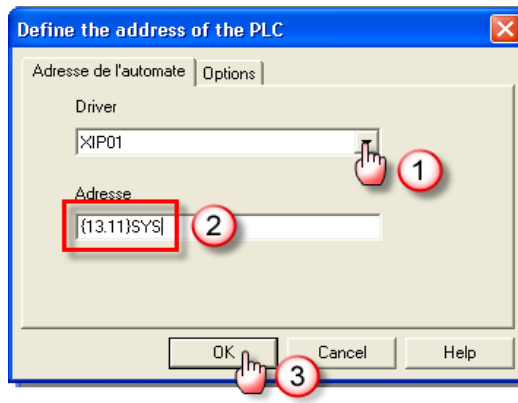 Define the address of the PLC
Adresse de l'automate Options
Driver
XIP01
1
Adresse
{13.11}SYS
2
OK Cancel Help
3